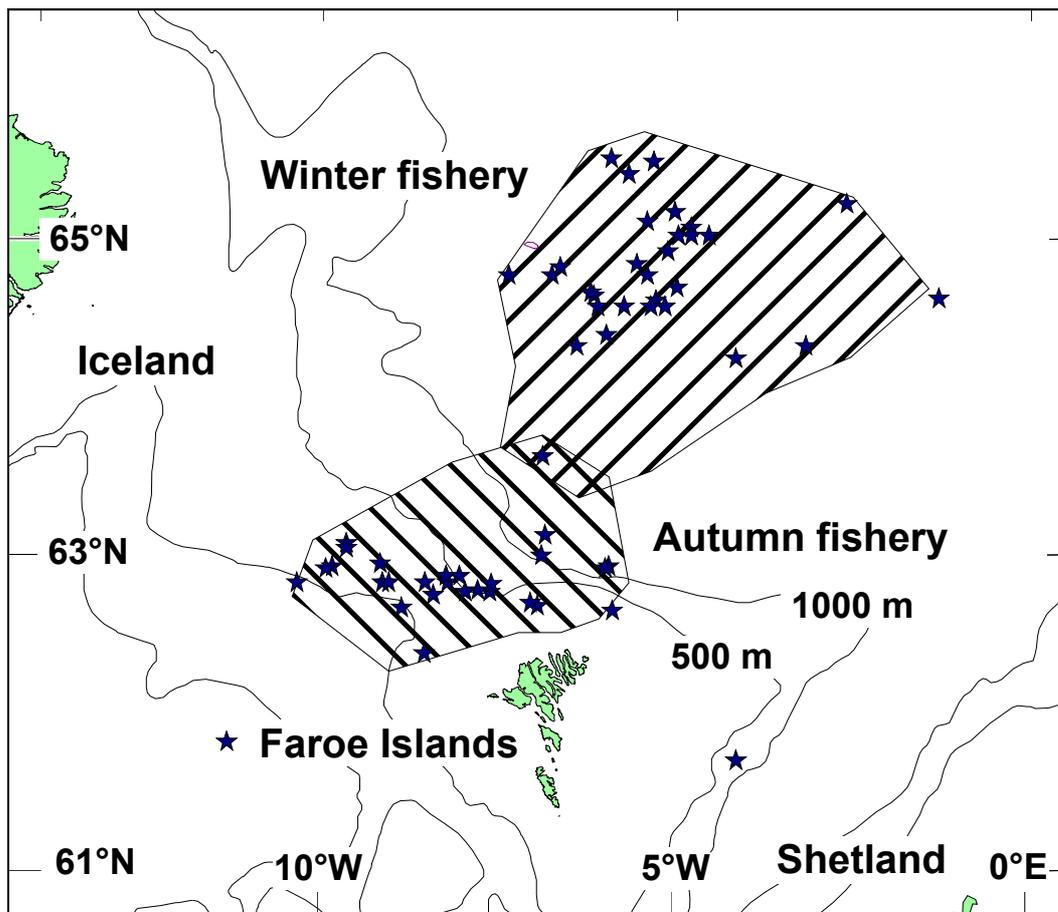 Winter fishery
65°N
Iceland
63°N
Autumn fishery
1000 m
500 m
Faroe Islands
61°N
10°W
5°W
Shetland
0°E